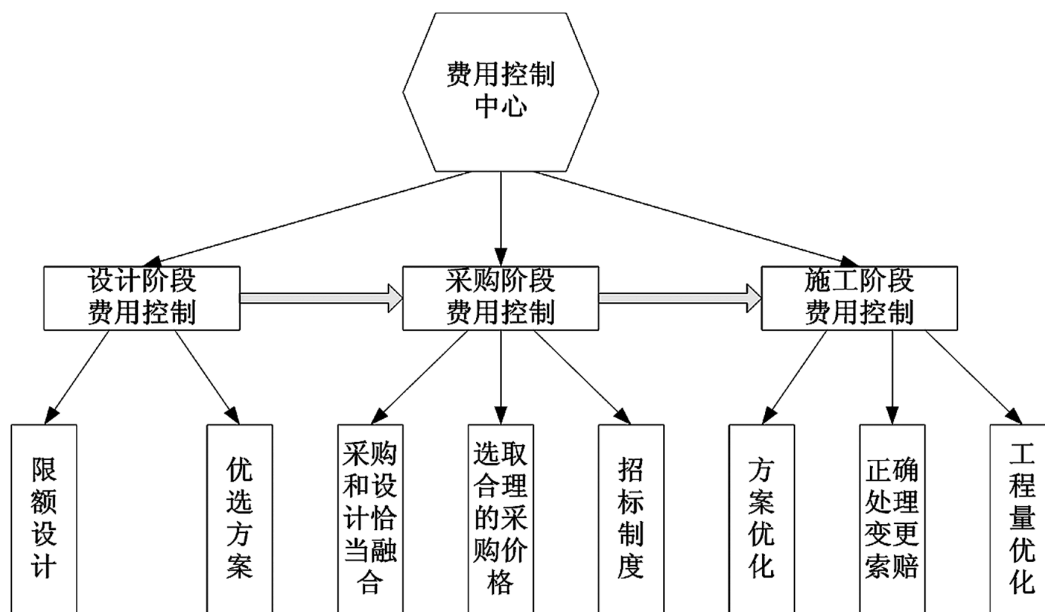 费用控制
中心
设计阶段
费用控制
采购阶段
费用控制
施工阶段
费用控制
限
额
设
计
优
选
方
案
采购
和设
计恰
当融
合
选取
合理
的采
购价
格
招
标
制
度
方
案
优
化
正确
处理
变更
索赔
工
程
量
优
化